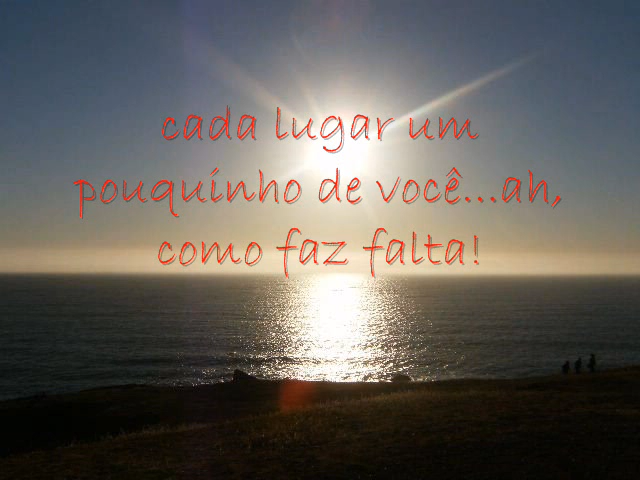 cada lugar um
pouquinho de você...ah,
como faz falta!